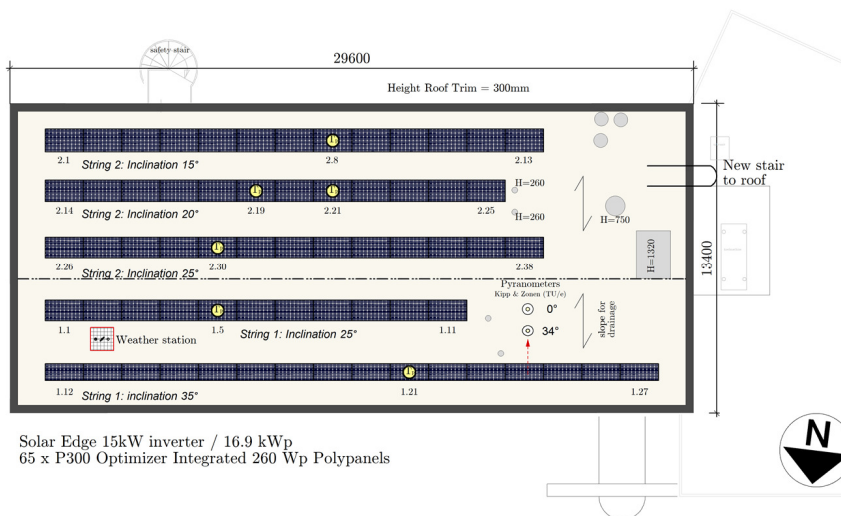 safety stair
29600
Height Roof Trim = 300mm
2.1
String 2: Inclination 15°
2.8
2.13
New stair
to roof
H=260
2.14
String 2: Inclination 20°
2.19
2.21
2.25
H=260
H=750
H=1320
13400
2.26
String 2: Inclination 25°
2.30
2.38
Pyranometers
Kipp & Zonen (TU/e)
0°
34°
slope for
drainage
1.1
1.5
String 1: Inclination 25°
1.11
Weather station
1.12
String 1: inclination 35°
1.21
1.27
Solar Edge 15kW inverter / 16.9 kWp
65 x P300 Optimizer Integrated 260 Wp Polypanels
N